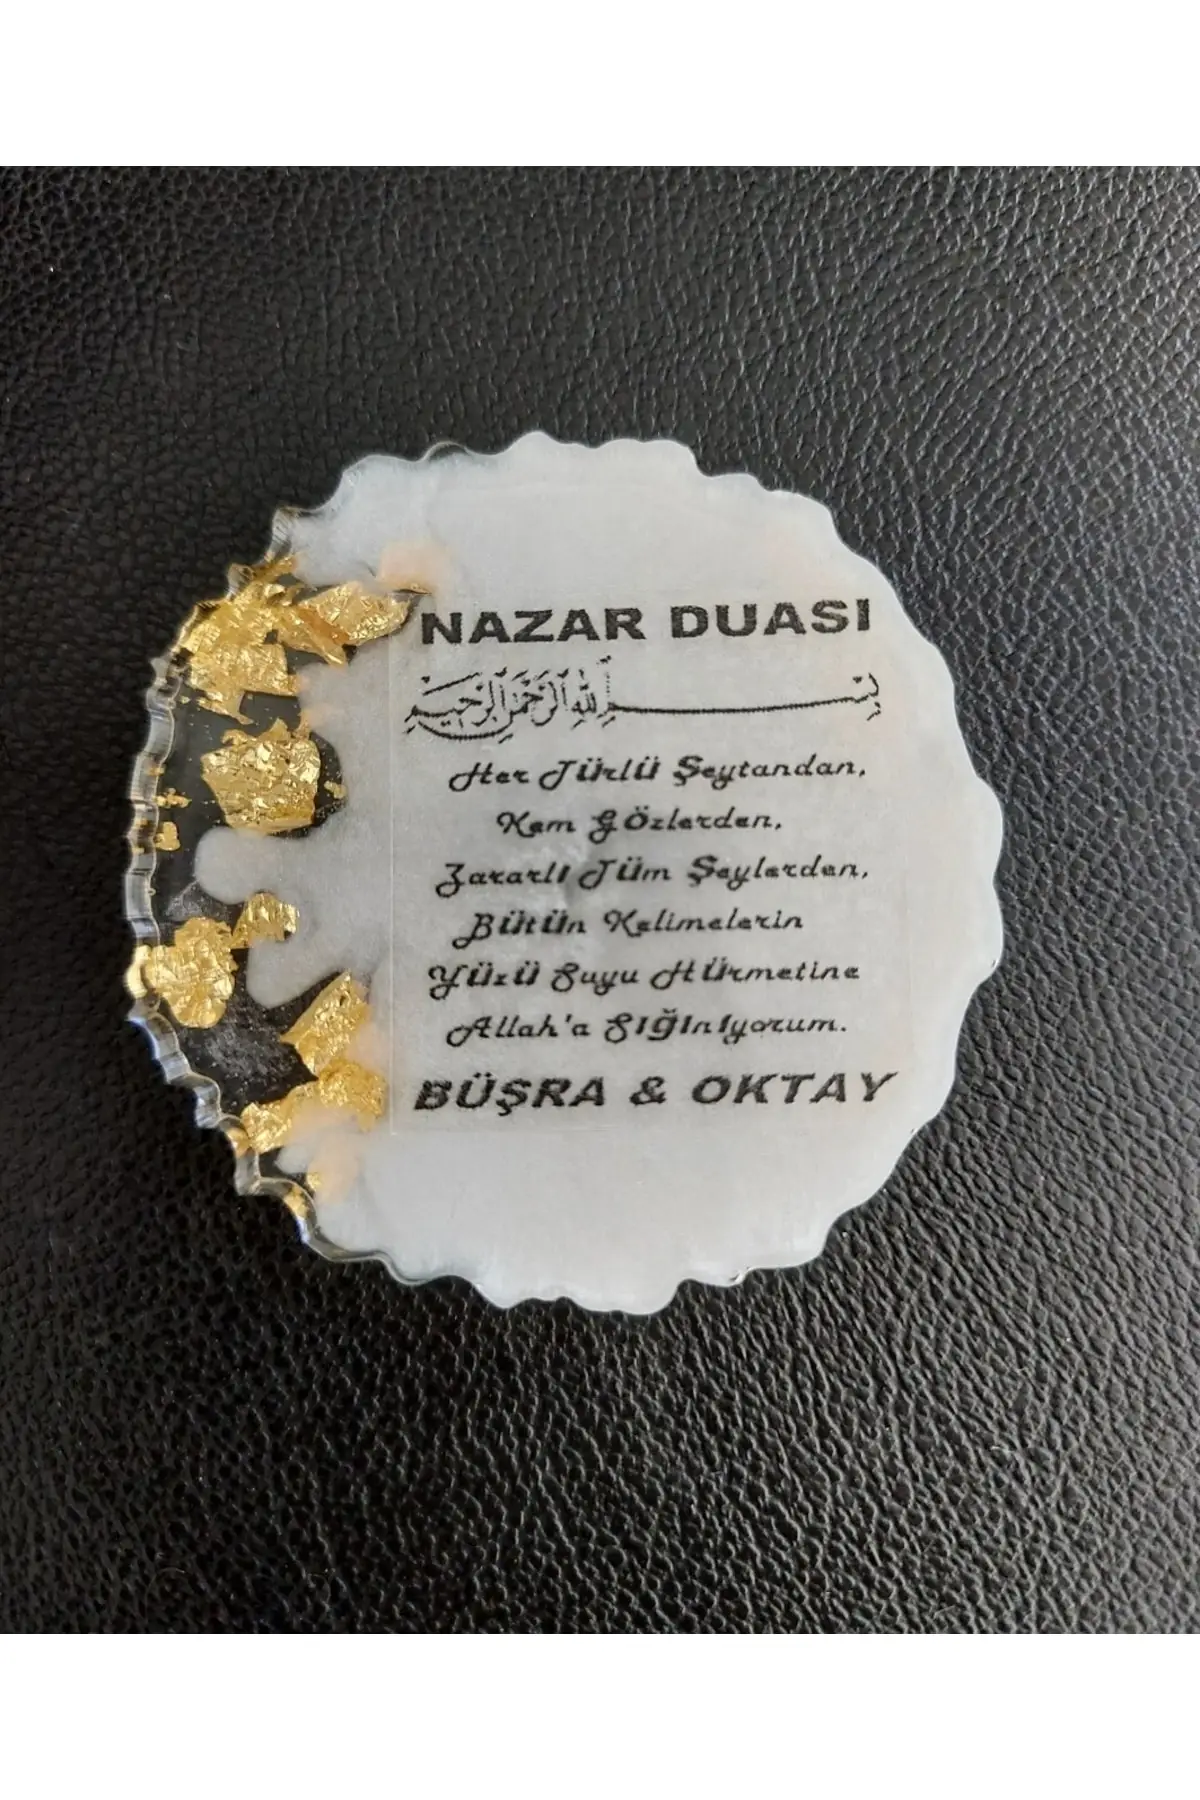 NAZAR DUASI
بسم الله الرحمن الرحيم
Her Türlü Şeytandan,
Kem Gözlerden,
Zararlı Tüm Şeylerden,
Bütün Kelimelerin
Yüzü Suyu Hürmetine
Allah'a Sığınıyorum.
BÜŞRA & OKTAY